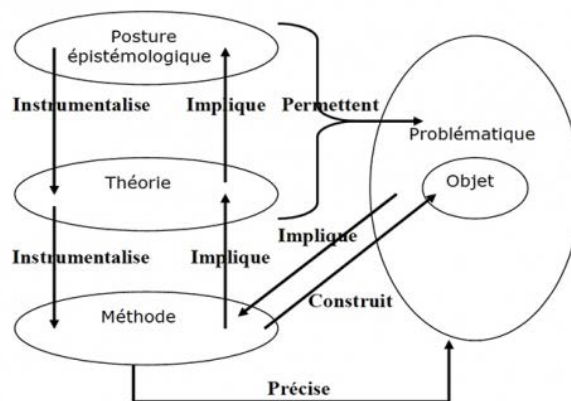 Posture
épistémologique
Instrumentalise
Implique
Permettent
Problématique
Théorie
Objet
Instrumentalise
Implique
Implique
Construit
Méthode
Précise